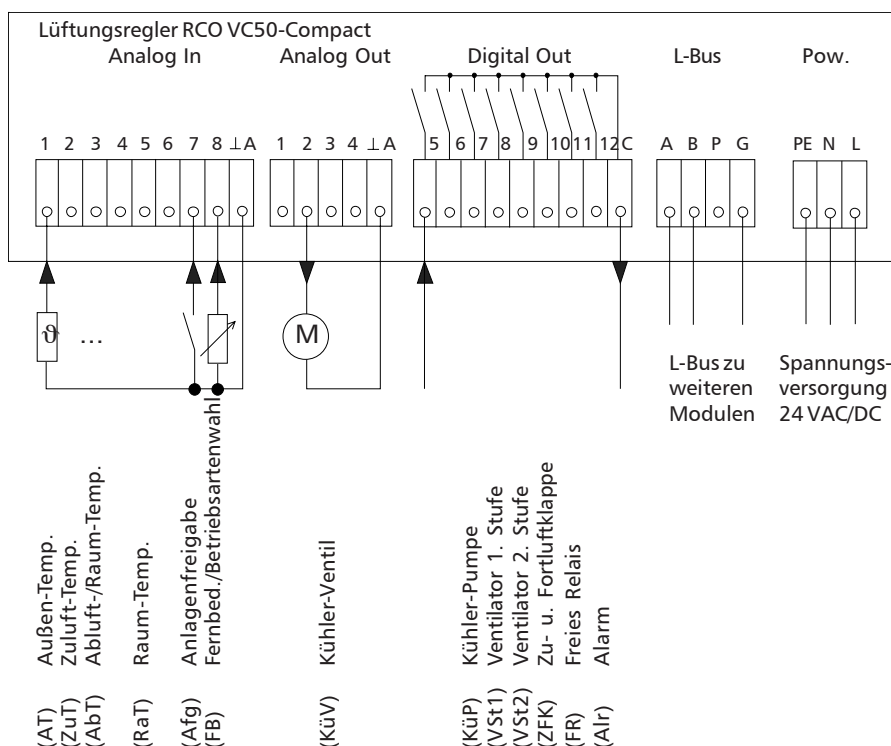 Lüftungsregler RCO VC50-Compact
Analog In Analog Out Digital Out L-Bus Pow.
1 2 3 4 5 6 7 8 ⊥ A 1 2 3 4 ⊥ A 5 6 7 8 9 10 11 12 C A B P G PE N L
ϑ ... M
L-Bus zu
weiteren
Modulen
Spannungs-
versorgung
24 VAC/DC
(AT) Außen-Temp.
(ZuT) Zuluft-Temp.
(AbT) Abluft-/Raum-Temp.
(RaT) Raum-Temp.
(Afg) Anlagenfreigabe
(FB) Fernbed./Betriebsartenwahl
(KüV) Kühler-Ventil
(KüP) Kühler-Pumpe
(VSt1) Ventilator 1. Stufe
(VSt2) Ventilator 2. Stufe
(ZFK) Zu- u. Fortluftklappe
(FR) Freies Relais
(Alr) Alarm